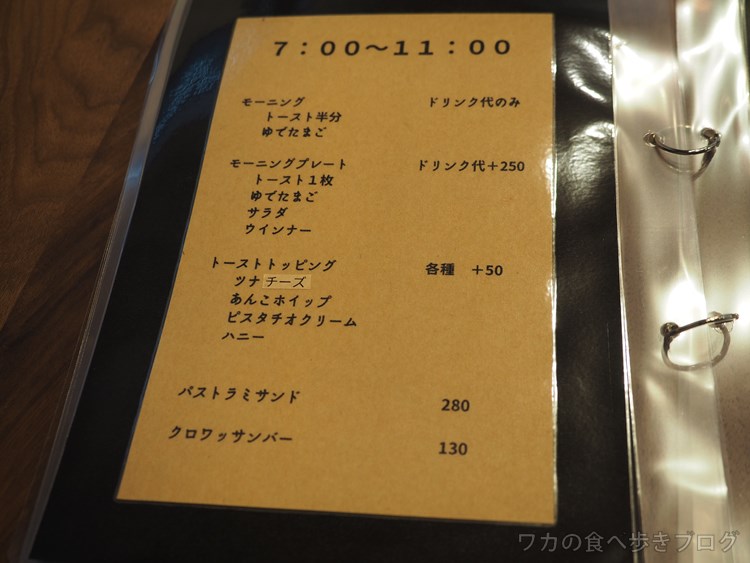 ７：００～１１：００
モーニング　ドリンク代のみ
トースト半分
ゆでたまご
モーニングプレート　ドリンク代＋250
トースト１枚
ゆでたまご
サラダ
ウインナー
トーストトッピング　各種　＋50
ツナチーズ
あんこホイップ
ピスタチオクリーム
ハニー
パストラミサンド　280
クロワッサンバー　130
ワカの食べ歩きブログ